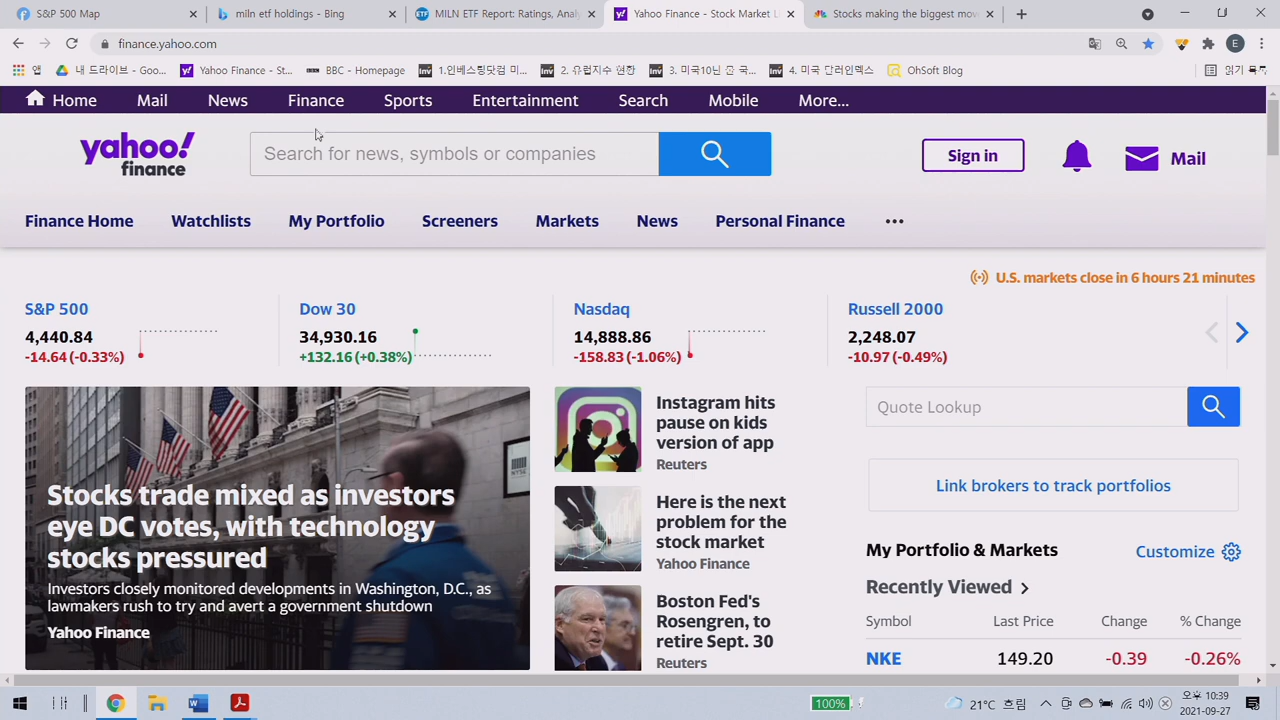 S&P 500 Map
miln etf holdings - Bing
MILN ETF Report: Ratings, Analy
Yahoo Finance - Stock Market L
Stocks making the biggest mov
finance.yahoo.com
앱
내 드라이브 - Goo...
Yahoo Finance - St...
BBC - Homepage
1.인베스팅닷컴 미...
2. 유럽지수 현황
3. 미국10년 준 국...
4. 미국 달러인덱스
OhSoft Blog
읽기 목록
Home Mail News Finance Sports Entertainment Search Mobile More...
yahoo!
finance
Search for news, symbols or companies
Sign in
Mail
Finance Home Watchlists My Portfolio Screeners Markets News Personal Finance •••
U.S. markets close in 6 hours 21 minutes
S&P 500
4,440.84
-14.64 (-0.33%)
Dow 30
34,930.16
+132.16 (+0.38%)
Nasdaq
14,888.86
-158.83 (-1.06%)
Russell 2000
2,248.07
-10.97 (-0.49%)
Stocks trade mixed as investors
eye DC votes, with technology
stocks pressured
Investors closely monitored developments in Washington, D.C., as
lawmakers rush to try and avert a government shutdown
Yahoo Finance
Instagram hits
pause on kids
version of app
Reuters
Here is the next
problem for the
stock market
Yahoo Finance
Boston Fed's
Rosengren, to
retire Sept. 30
Reuters
Quote Lookup
Link brokers to track portfolios
My Portfolio & Markets
Customize
Recently Viewed
Symbol Last Price Change % Change
NKE 149.20 -0.39 -0.26%
100%
21°C 흐림
오후 10:39
2021-09-27